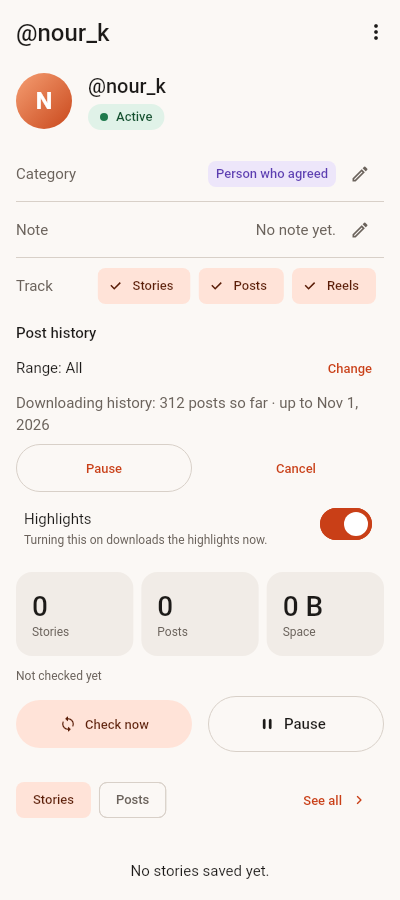 @nour_k
N
@nour_k
Active
Category
Person who agreed
Note
No note yet.
Track
Stories
Posts
Reels
Post history
Range: All
Change
Downloading history: 312 posts so far · up to Nov 1,
2026
Pause
Cancel
Highlights
Turning this on downloads the highlights now.
0
Stories
0
Posts
0 B
Space
Not checked yet
Check now
Pause
Stories
Posts
See all
No stories saved yet.